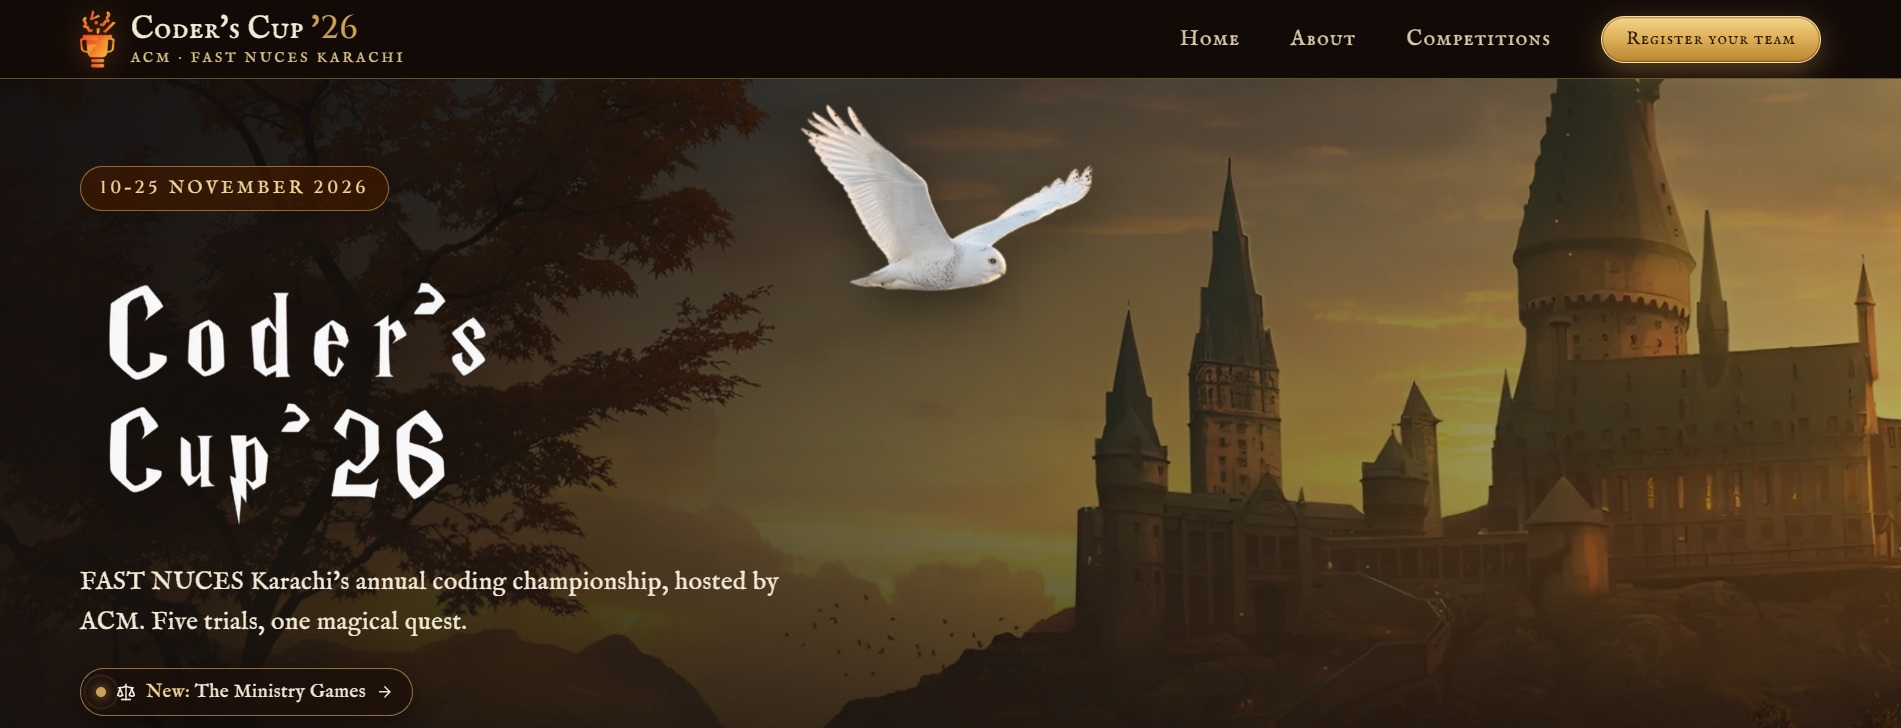 Coder's Cup '26
ACM · FAST NUCES KARACHI
Home
About
Competitions
Register your team
10-25 NOVEMBER 2026
Coder's
Cup'26
FAST NUCES Karachi's annual coding championship, hosted by
ACM. Five trials, one magical quest.
New: The Ministry Games →